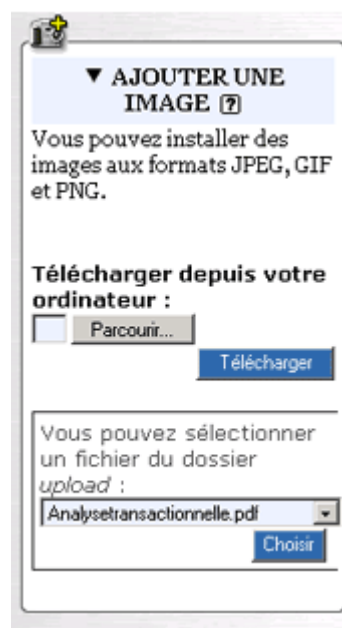 ▼ AJOUTER UNE
IMAGE [?]
Vous pouvez installer des
images aux formats JPEG, GIF
et PNG.
Télécharger depuis votre
ordinateur :
Parcourir...
Télécharger
Vous pouvez sélectionner
un fichier du dossier
upload :
Analysetransactionnelle.pdf
Choisir